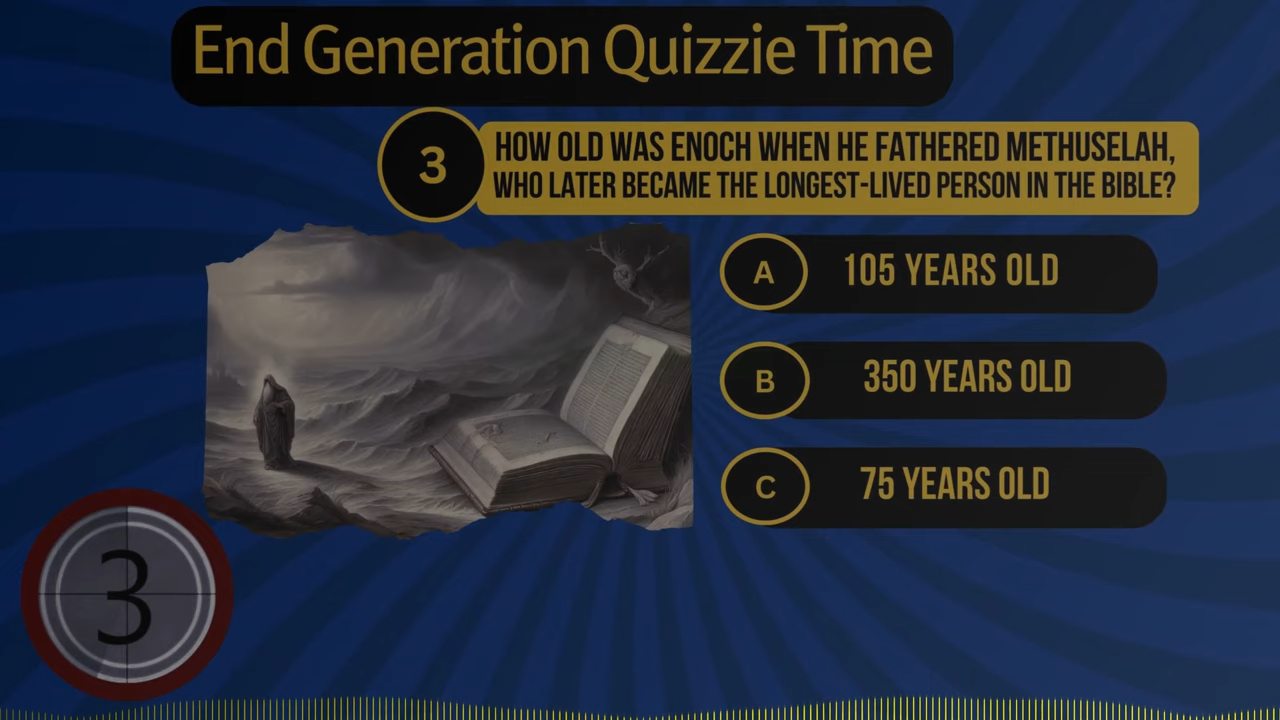 End Generation Quizzie Time
3
HOW OLD WAS ENOCH WHEN HE FATHERED METHUSELAH,
WHO LATER BECAME THE LONGEST-LIVED PERSON IN THE BIBLE?
A
105 YEARS OLD
B
350 YEARS OLD
C
75 YEARS OLD
3